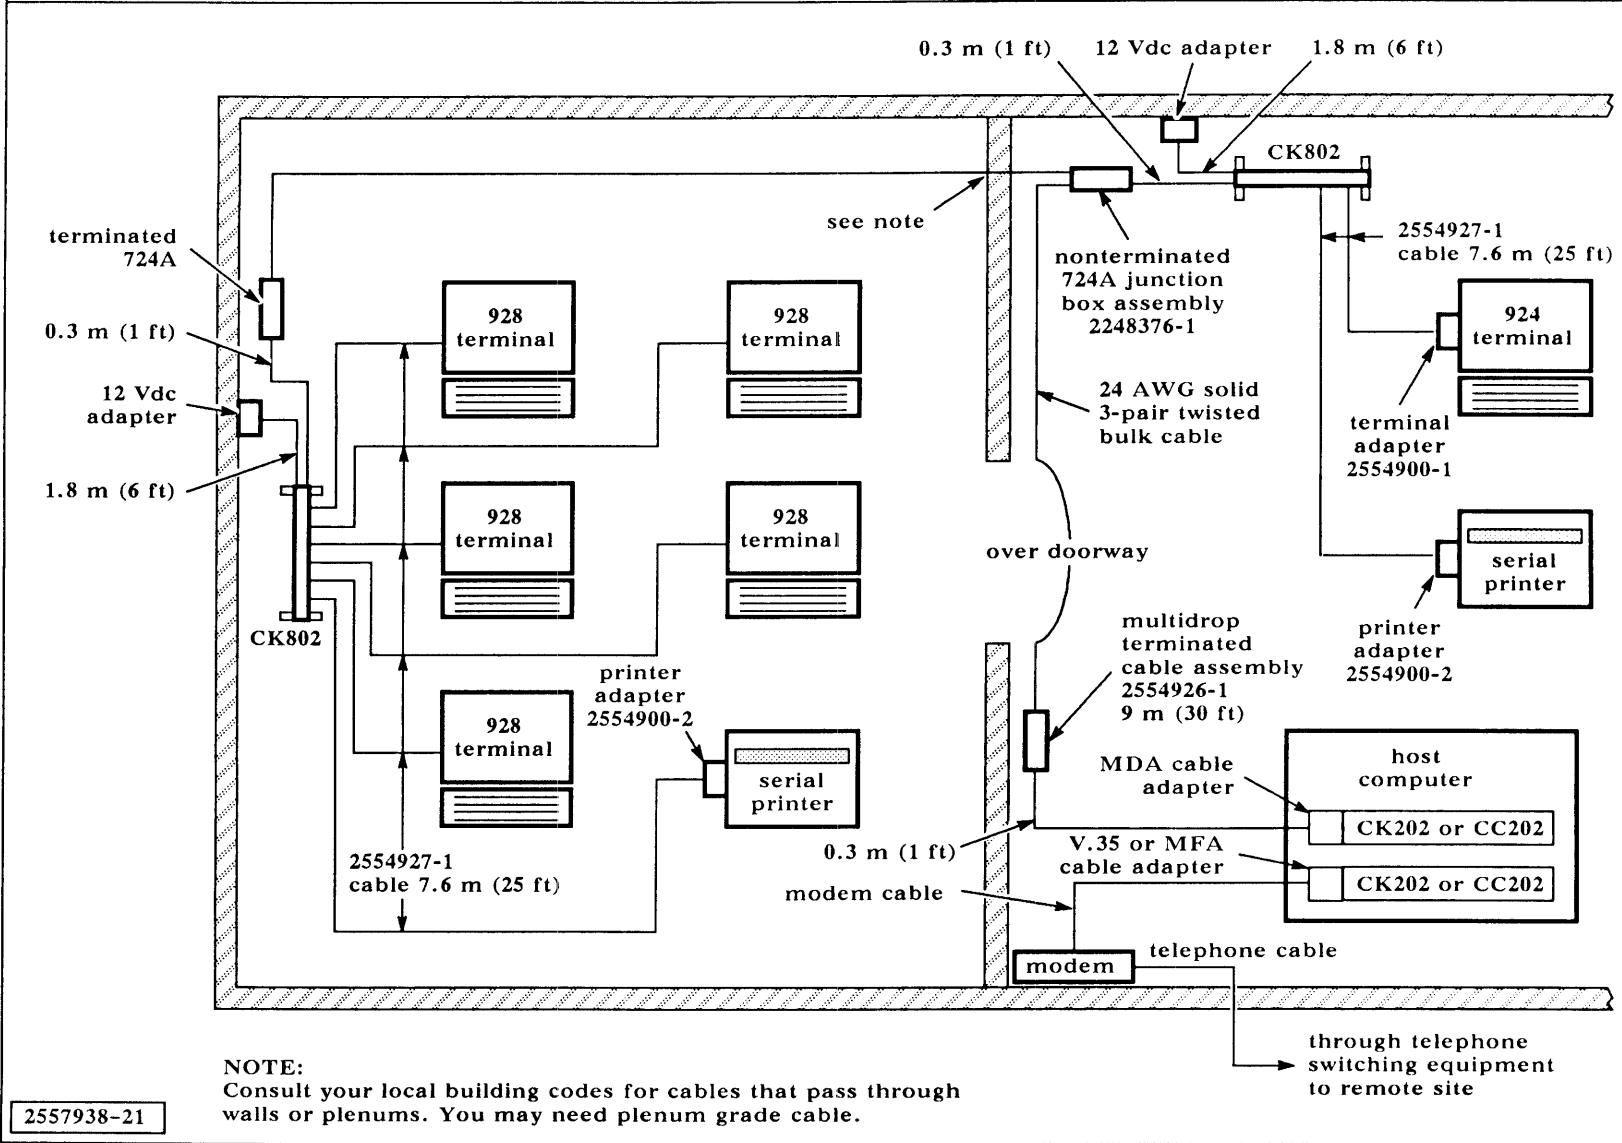 0.3 m (1 ft)
12 Vdc adapter
1.8 m (6 ft)
CK802
see note
terminated
724A
0.3 m (1 ft)
12 Vdc
adapter
1.8 m (6 ft)
CK802
928
terminal
928
terminal
928
terminal
928
terminal
928
terminal
printer
adapter
2554900-2
serial
printer
2554927-1
cable 7.6 m (25 ft)
nonterminated
724A junction
box assembly
2248376-1
2554927-1
cable 7.6 m (25 ft)
924
terminal
24 AWG solid
3-pair twisted
bulk cable
terminal
adapter
2554900-1
over doorway
serial
printer
multidrop
terminated
cable assembly
2554926-1
9 m (30 ft)
printer
adapter
2554900-2
host
computer
MDA cable
adapter
CK202 or CC202
0.3 m (1 ft)
V.35 or MFA
cable adapter
CK202 or CC202
modem cable
modem
telephone cable
through telephone
switching equipment
to remote site
NOTE:
Consult your local building codes for cables that pass through
walls or plenums. You may need plenum grade cable.
2557938-21